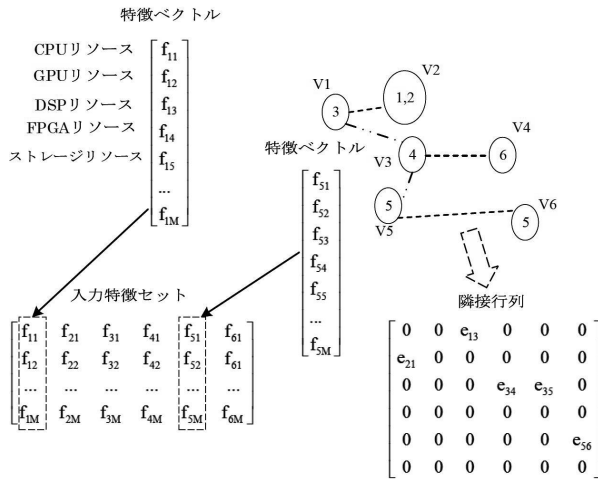 特徴ベクトル
CPUリソース f11
GPUリソース f12
DSPリソース f13
FPGAリソース f14
ストレージリソース f15
...
f1M
V1
3
V2
1,2
V3
4
V4
6
5
V5
V6
5
特徴ベクトル
f51
f52
f53
f54
f55
...
f5M
入力特徴セット
f11 f21 f31 f41 f51 f61
f12 f22 f32 f42 f52 f61
... ... ... ... ... ...
f1M f2M f3M f4M f5M f6M
隣接行列
0 0 e13 0 0 0
e21 0 0 0 0 0
0 0 0 e34 e35 0
0 0 0 0 0 0
0 0 0 0 0 e56
0 0 0 0 0 0